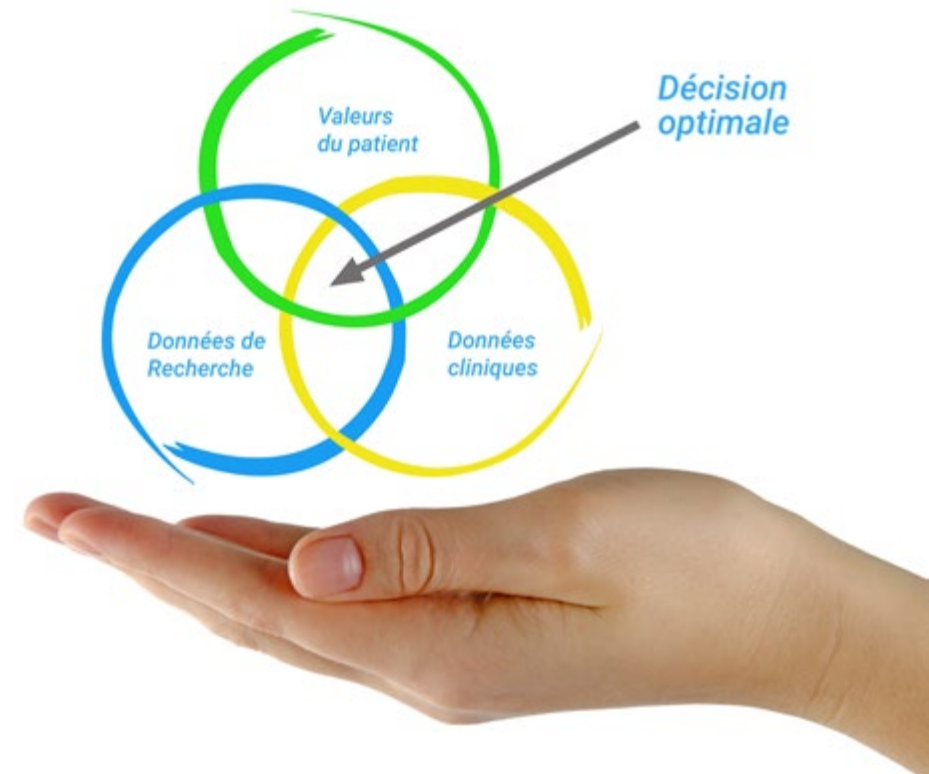 Valeurs
du patient
Décision
optimale
Données de
Recherche
Données
cliniques